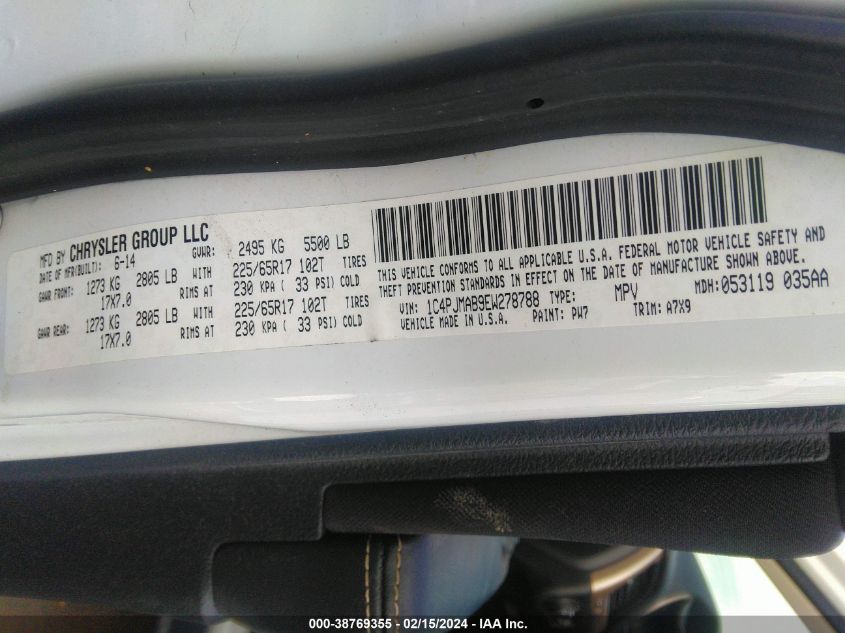 MFD BY CHRYSLER GROUP LLC
DATE OF MFR(BUILT): 6-14 GVWR: 2495 KG 5500 LB
GAWR FRONT: 1273 KG 2805 LB WITH 225/65R17 102T TIRES
17X7.0 RIMS AT 230 KPA ( 33 PSI) COLD
GAWR REAR: 1273 KG 2805 LB WITH 225/65R17 102T TIRES
17X7.0 RIMS AT 230 KPA ( 33 PSI) COLD
THIS VEHICLE CONFORMS TO ALL APPLICABLE U.S.A. FEDERAL MOTOR VEHICLE SAFETY AND
THEFT PREVENTION STANDARDS IN EFFECT ON THE DATE OF MANUFACTURE SHOWN ABOVE.
VIN: 1C4PJMAB9EW278788 TYPE: MPV MDH: 053119 035AA
VEHICLE MADE IN U.S.A. PAINT: PW7 TRIM: A7X9
000-38769355 - 02/15/2024 - IAA Inc.